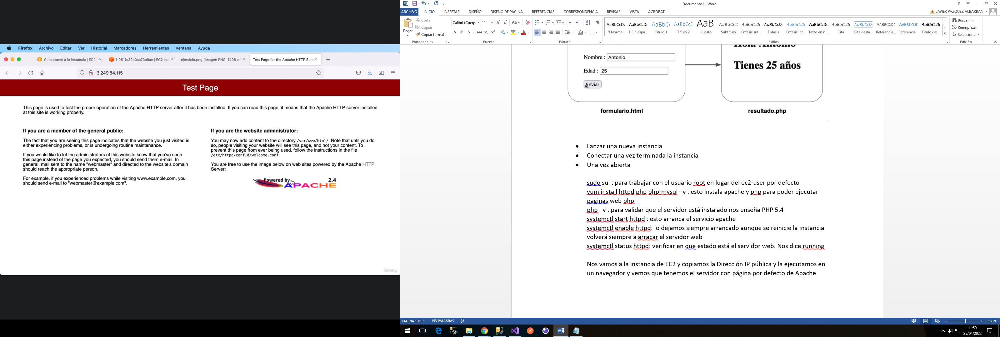 Firefox Archivo Editar Ver Historial Marcadores Herramientas Ventana Ayuda
Conectarse a la instancia | EC2
i-0511c30e0aa73a9ae | EC2 Ins
ejercicio.png (Imagen PNG, 1408 ×
Test Page for the Apache HTTP Serv
3.249.84.115
Test Page
This page is used to test the proper operation of the Apache HTTP server after it has been installed. If you can read this page, it means that the Apache HTTP server installed
at this site is working properly.
If you are a member of the general public:
The fact that you are seeing this page indicates that the website you just visited is
either experiencing problems, or is undergoing routine maintenance.
If you would like to let the administrators of this website know that you've seen
this page instead of the page you expected, you should send them e-mail. In
general, mail sent to the name "webmaster" and directed to the website's domain
should reach the appropriate person.
For example, if you experienced problems while visiting www.example.com, you
should send e-mail to "webmaster@example.com".
If you are the website administrator:
You may now add content to the directory /var/www/html/. Note that until you do
so, people visiting your website will see this page, and not your content. To
prevent this page from ever being used, follow the instructions in the file
/etc/httpd/conf.d/welcome.conf.
You are free to use the image below on web sites powered by the Apache HTTP
Server:
Powered by 2.4
APACHE
ûdemy
Documento1 - Word
ARCHIVO INICIO INSERTAR DISEÑO DISEÑO DE PÁGINA REFERENCIAS CORRESPONDENCIA REVISAR VISTA ACROBAT
JAVIER VAZQUEZ ALBARRAN
Pegar
Cortar
Copiar
Copiar formato
Portapapeles
Calibri (Cuerpo 11
N K S abc x₂ x²
Fuente
Párrafo
AaBbCcDc AaBbCcDc AaBbCc AaBbCcD AaBl AaBbCcD AaBbCcDc AaBbCcDc AaBbCcDc AaBbCcDc AaBbCcDc AaBbCcDc AABBCCDE AABBCCDE AaBbCcDc
¶ Normal ¶ Sin espa... Título 1 Título 2 Puesto Subtítulo Énfasis sutil Énfasis Énfasis int... Texto en n... Cita Cita desta... Referencia... Referencia... Título del...
Estilos
Buscar
Reemplazar
Seleccionar
Edición
Hola Antonio
Nombre : Antonio
Tienes 25 años
Edad : 25
Enviar
formulario.html
resultado.php
• Lanzar una nueva instancia
• Conectar una vez terminada la instancia
• Una vez abierta
sudo su : para trabajar con el usuario root en lugar del ec2-user por defecto
yum install httpd php php-mysql –y : esto instala apache y php para poder ejecutar
paginas web php
php –v : para validar que el servidor está instalado nos enseña PHP 5.4
systemctl start httpd : esto arranca el servicio apache
systemctl enable httpd: lo dejamos siempre arrancado aunque se reinicie la instancia
volverá siempre a arracar el servidor web
systemctl status httpd: verificar en que estado está el servidor web. Nos dice running
Nos vamos a la instancia de EC2 y copiamos la Dirección IP pública y la ejecutamos en
un navegador y vemos que tenemos el servidor con página por defecto de Apache
PÁGINA 1 DE 1 153 PALABRAS
150 %
11:50
25/04/2022